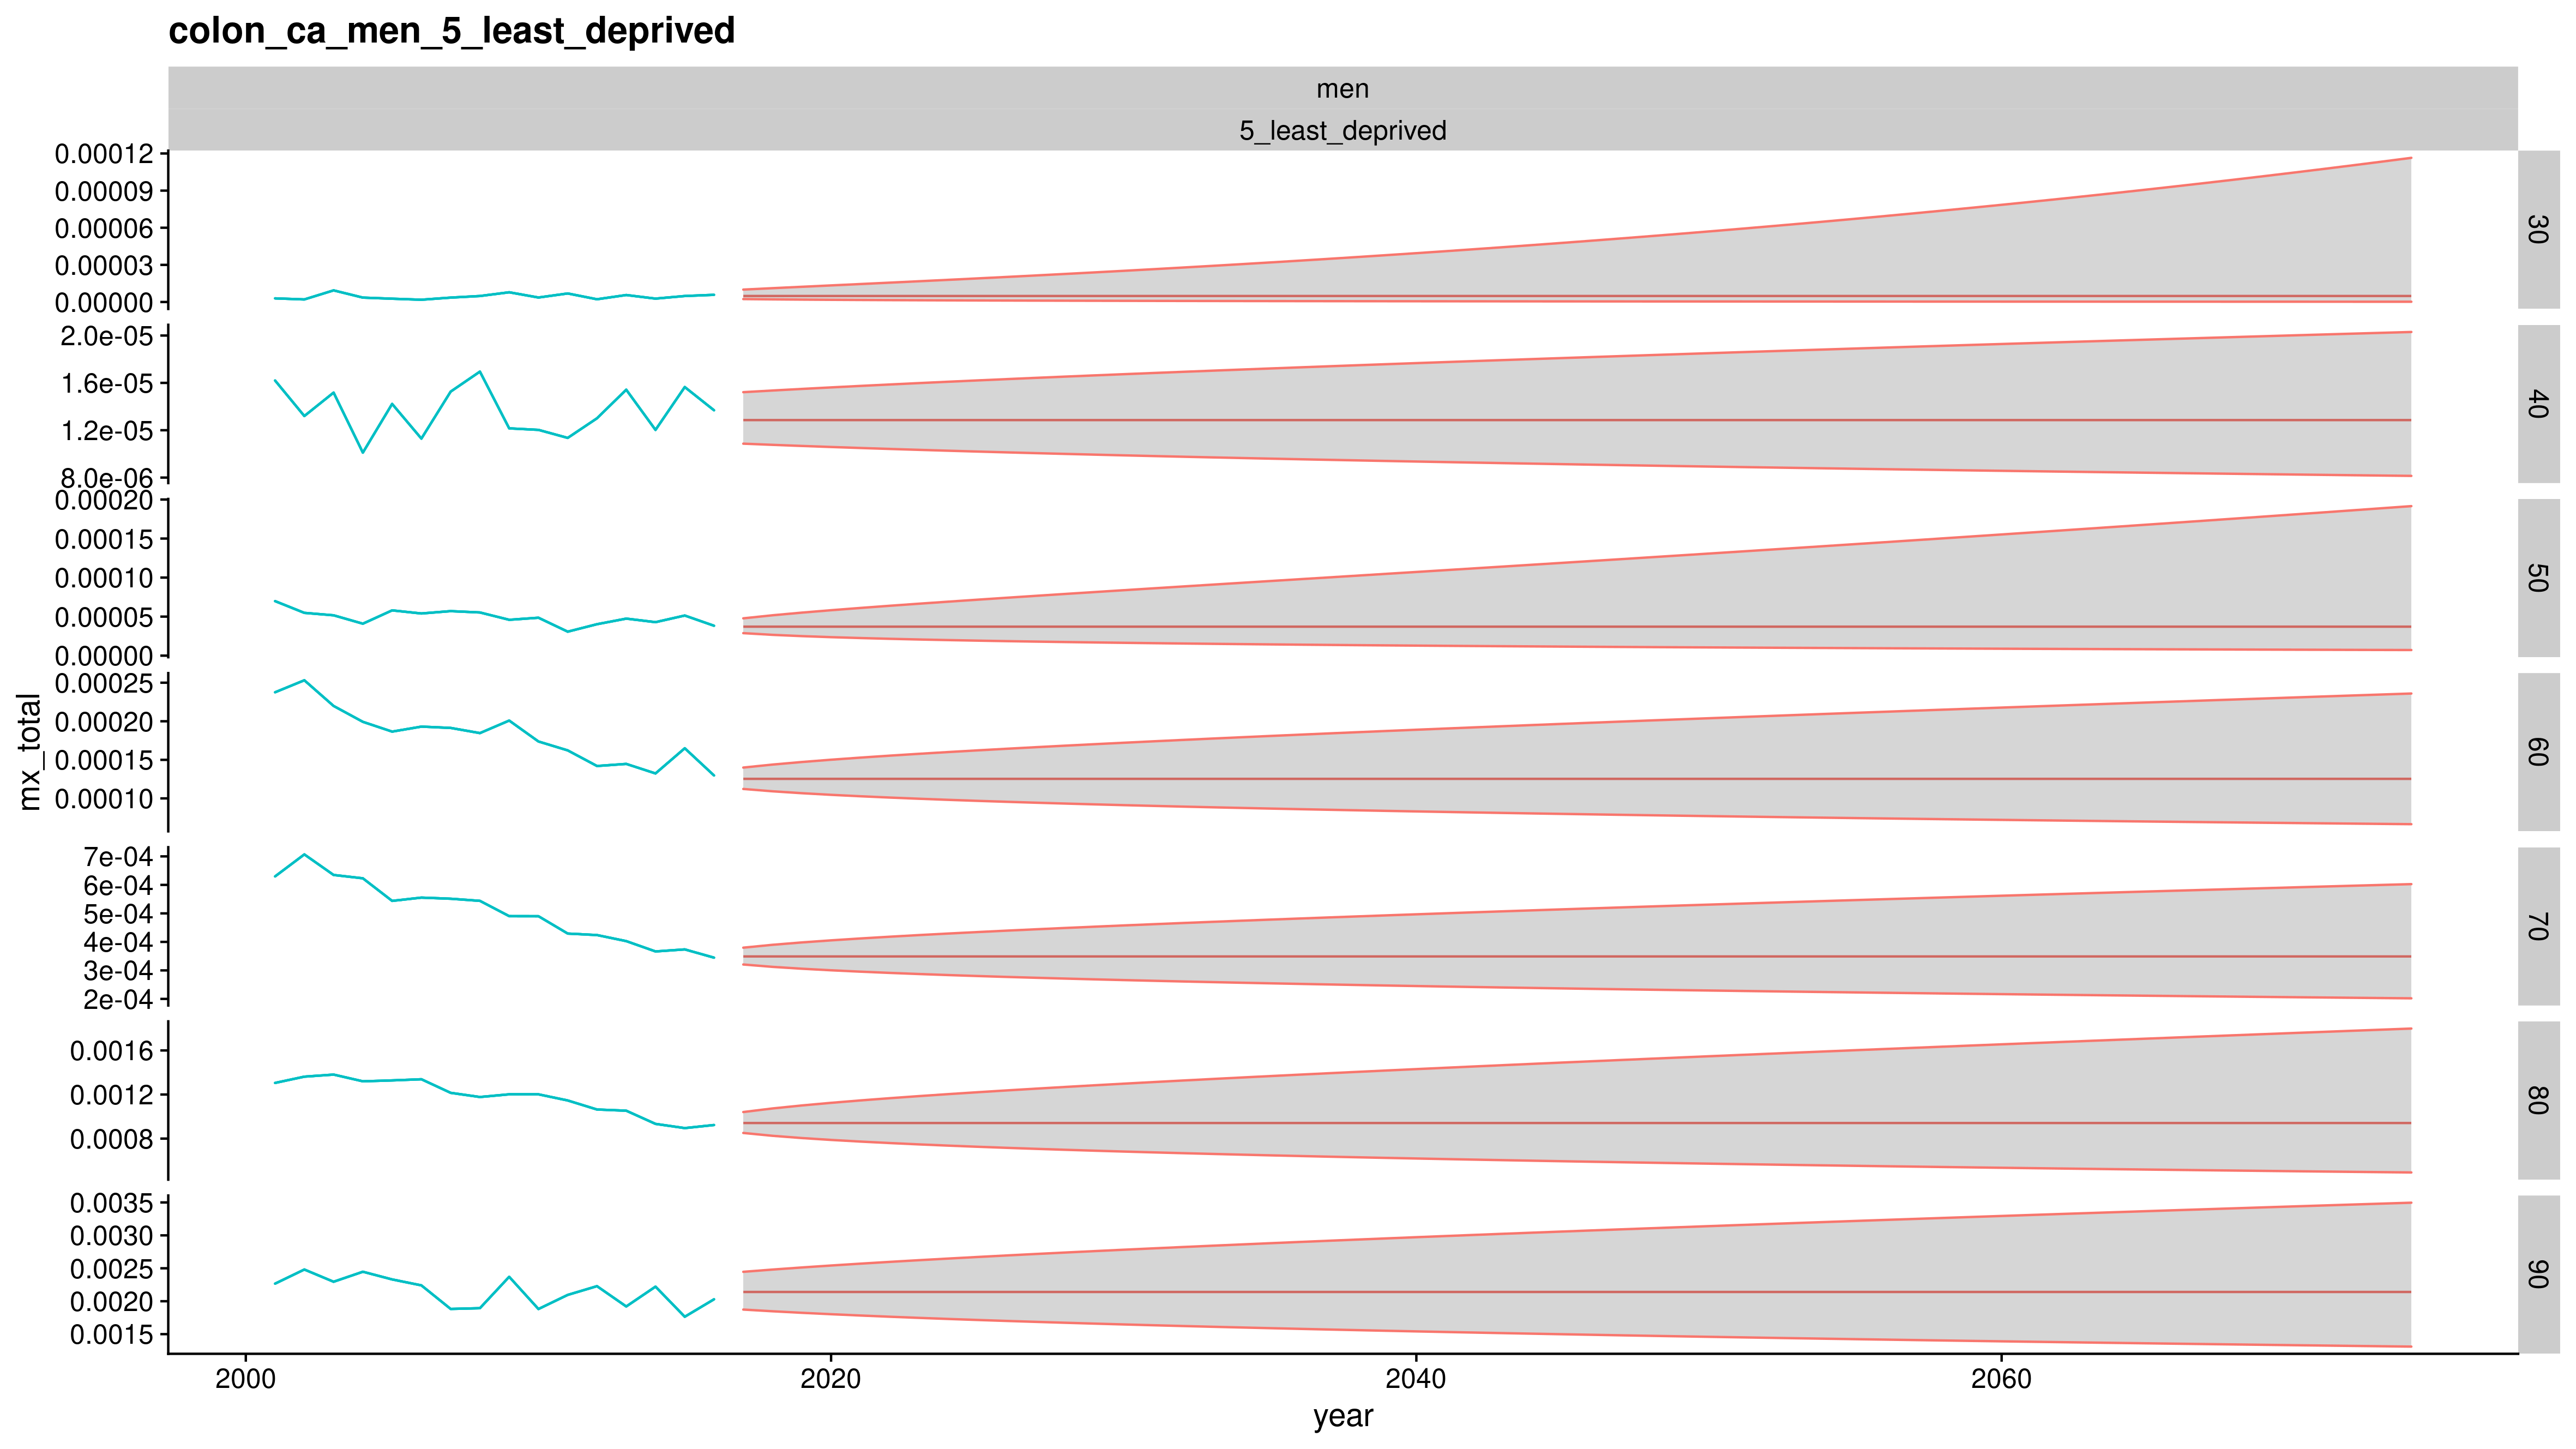 colon_ca_men_5_least_deprived
men
5_least_deprived
0.00012
0.00009
0.00006
0.00003
0.00000
30
2.0e-05
1.6e-05
1.2e-05
8.0e-06
40
0.00020
0.00015
0.00010
0.00005
0.00000
50
0.00025
0.00020
0.00015
0.00010
60
7e-04
6e-04
5e-04
4e-04
3e-04
2e-04
70
0.0016
0.0012
0.0008
80
0.0035
0.0030
0.0025
0.0020
0.0015
90
mx_total
2000 2020 2040 2060
year